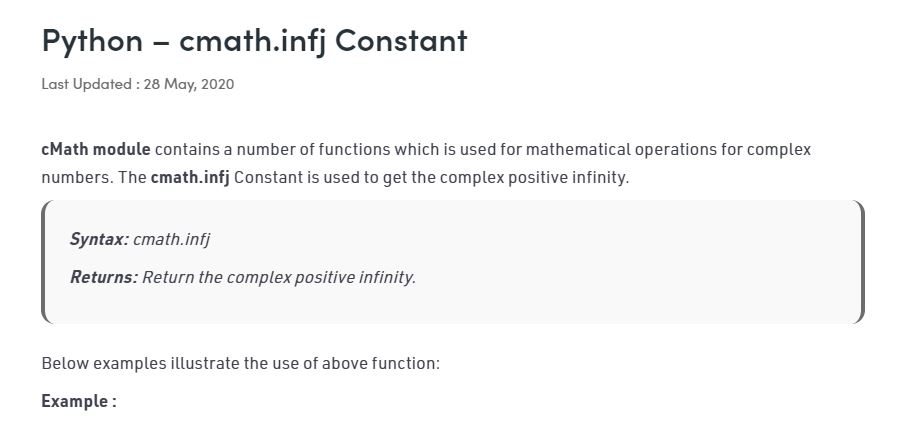 Python – cmath.infj Constant
Last Updated : 28 May, 2020
cMath module contains a number of functions which is used for mathematical operations for complex
numbers. The cmath.infj Constant is used to get the complex positive infinity.
Syntax: cmath.infj
Returns: Return the complex positive infinity.
Below examples illustrate the use of above function:
Example :